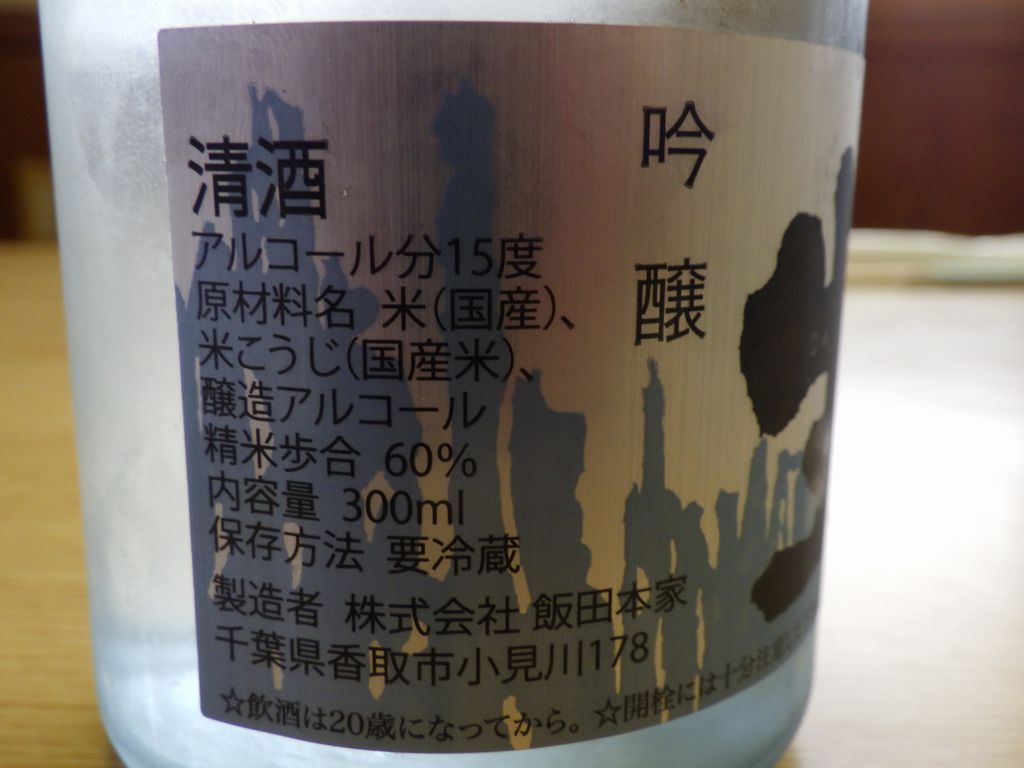 吟醸
清酒
アルコール分15度
原材料名 米(国産)、
米こうじ(国産米)、
醸造アルコール
精米歩合 60%
内容量 300ml
保存方法 要冷蔵
製造者 株式会社 飯田本家
千葉県香取市小見川178
☆飲酒は20歳になってから。☆開栓には十分注意